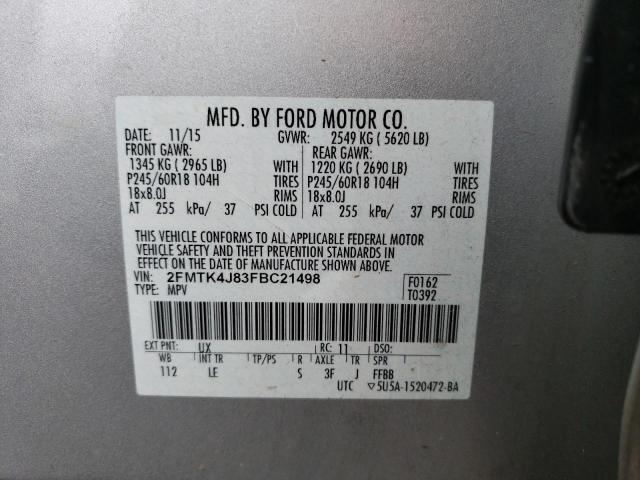 MFD. BY FORD MOTOR CO.
DATE: 11/15 GVWR: 2549 KG ( 5620 LB)
FRONT GAWR: REAR GAWR:
1345 KG ( 2965 LB) WITH 1220 KG ( 2690 LB) WITH
P245/60R18 104H TIRES P245/60R18 104H TIRES
18x8.0J RIMS 18x8.0J RIMS
AT 255 kPa/ 37 PSI COLD AT 255 kPa/ 37 PSI COLD
THIS VEHICLE CONFORMS TO ALL APPLICABLE FEDERAL MOTOR
VEHICLE SAFETY AND THEFT PREVENTION STANDARDS IN
EFFECT ON THE DATE OF MANUFACTURE SHOWN ABOVE.
VIN: 2FMTK4J83FBC21498 F0162
TYPE: MPV T0392
EXT PNT: UX RC: 11 DSO:
WB INT TR TP/PS R AXLE TR SPR
112 LE S 3F J FFBB
UTC ▽5U5A-1520472-BA